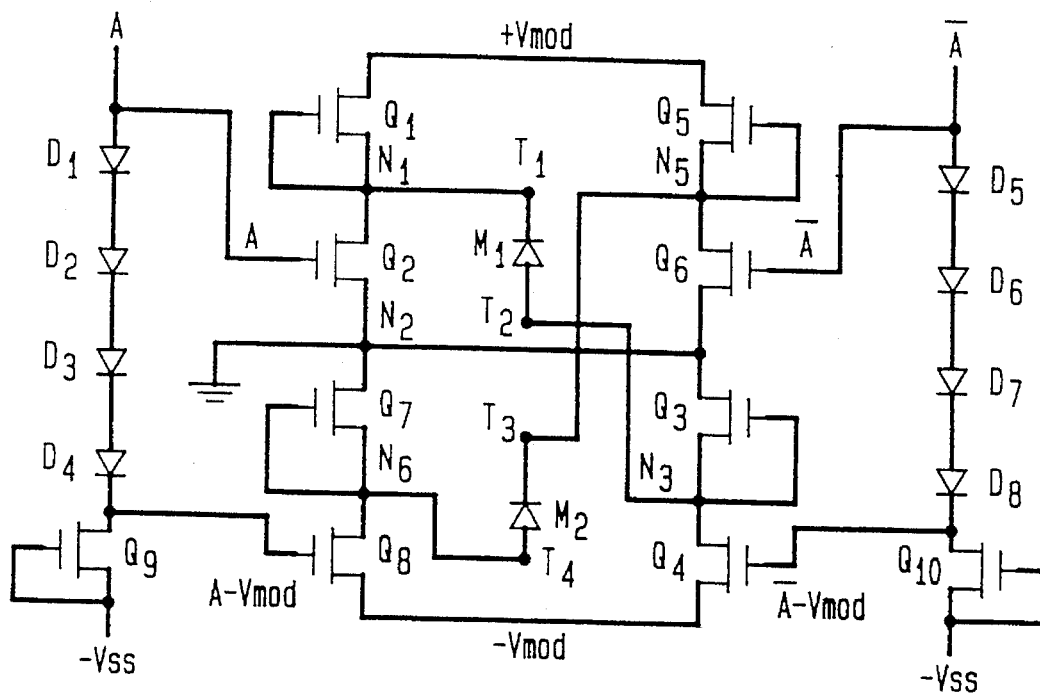 A
+Vmod
A̅
Q1
Q5
D1
N1
T1
N5
D5
A
Q2
M1
Q6
A̅
D2
D6
N2
T2
D3
Q7
T3
Q3
D7
N6
N3
D4
M2
D8
Q9
Q8
T4
Q4
Q10
A-Vmod
A̅-Vmod
-Vss
-Vmod
-Vss